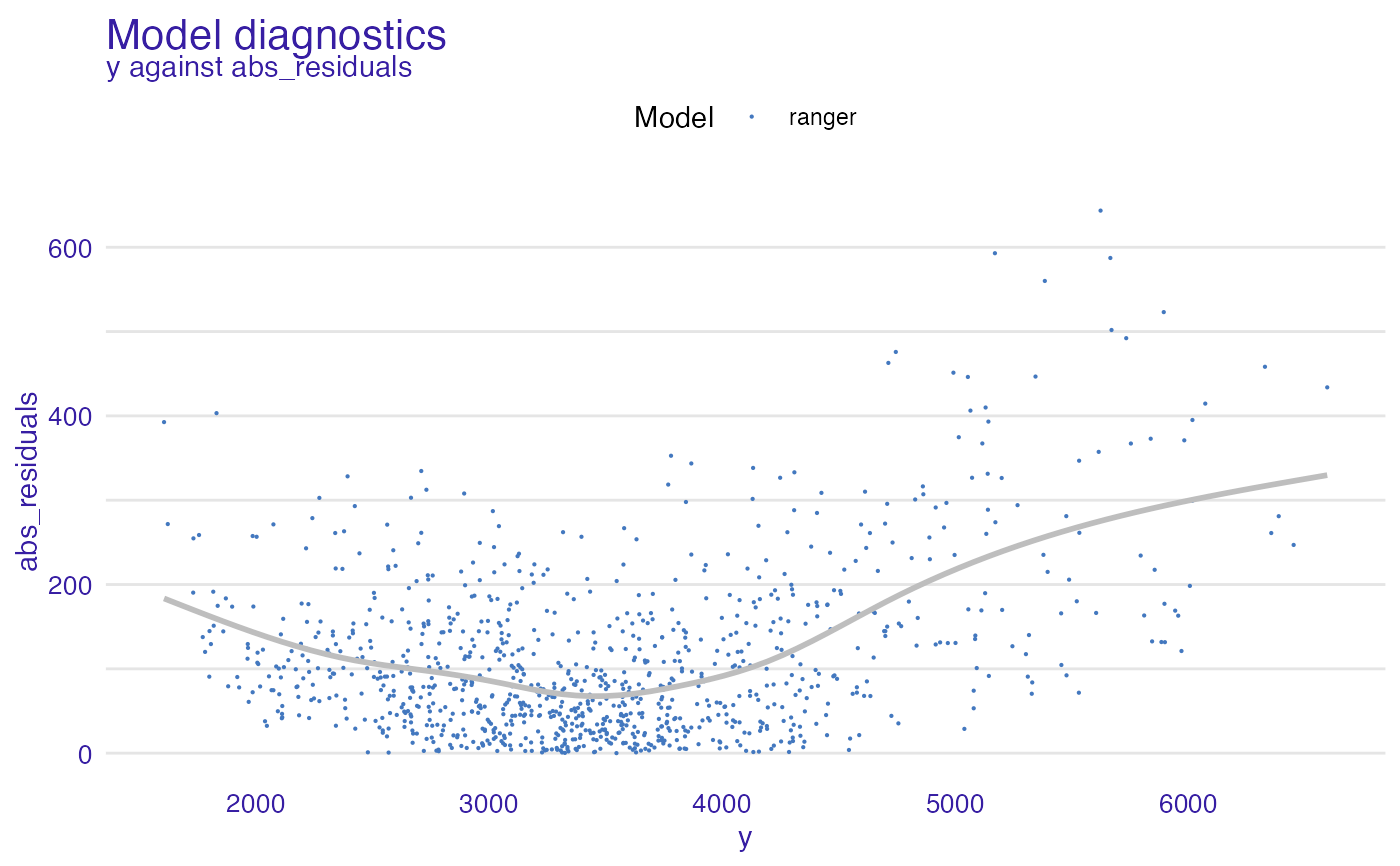 Model diagnostics
y against abs_residuals
Model ranger
abs_residuals
600
400
200
0
2000 3000 4000 5000 6000
y